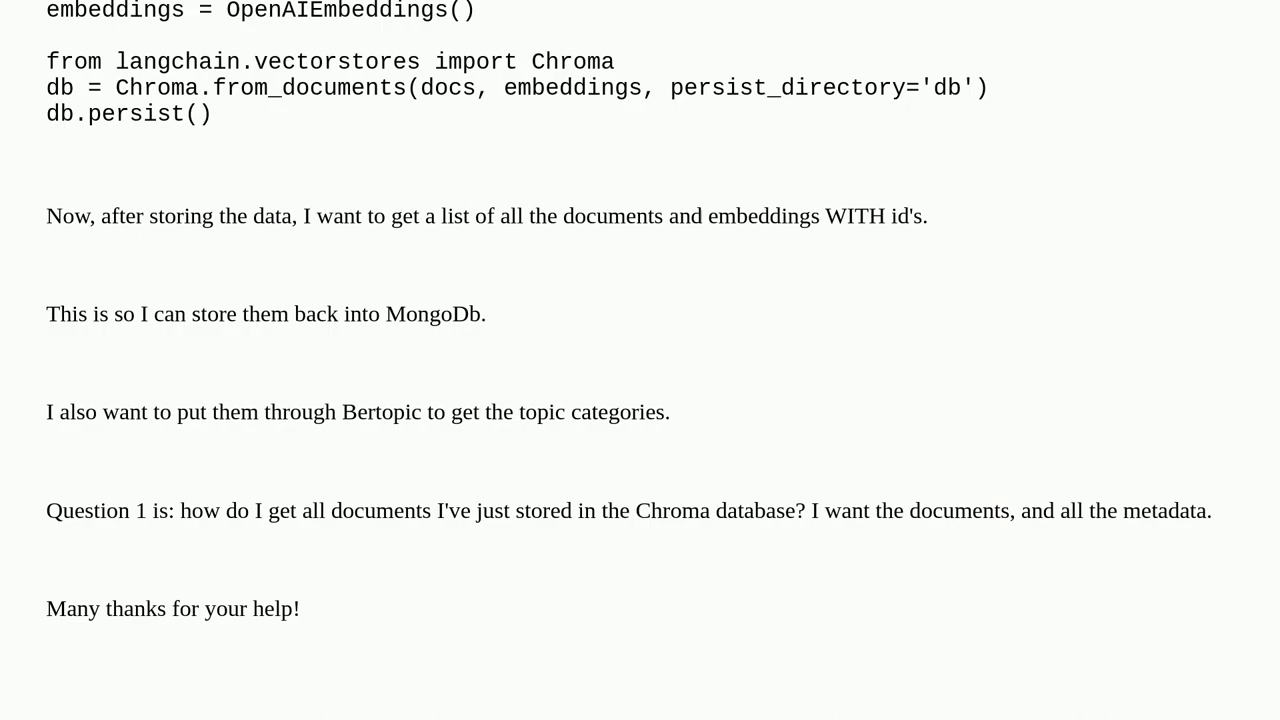 embeddings = OpenAIEmbeddings()
from langchain.vectorstores import Chroma
db = Chroma.from_documents(docs, embeddings, persist_directory='db')
db.persist()
Now, after storing the data, I want to get a list of all the documents and embeddings WITH id's.
This is so I can store them back into MongoDb.
I also want to put them through Bertopic to get the topic categories.
Question 1 is: how do I get all documents I've just stored in the Chroma database? I want the documents, and all the metadata.
Many thanks for your help!